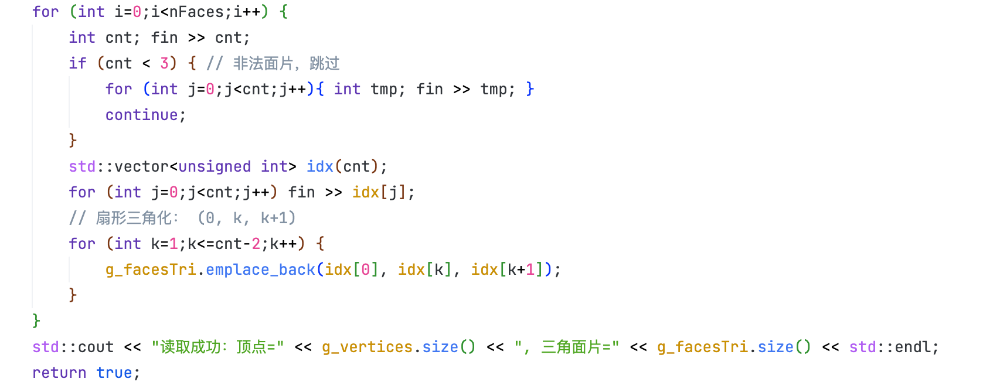 for (int i=0;i<nFaces;i++) {
    int cnt; fin >> cnt;
    if (cnt < 3) { // 非法面片，跳过
        for (int j=0;j<cnt;j++){ int tmp; fin >> tmp; }
        continue;
    }
    std::vector<unsigned int> idx(cnt);
    for (int j=0;j<cnt;j++) fin >> idx[j];
    // 扇形三角化： (0, k, k+1)
    for (int k=1;k<=cnt-2;k++) {
        g_facesTri.emplace_back(idx[0], idx[k], idx[k+1]);
    }
}
std::cout << "读取成功：顶点=" << g_vertices.size() << ", 三角面片=" << g_facesTri.size() << std::endl;
return true;